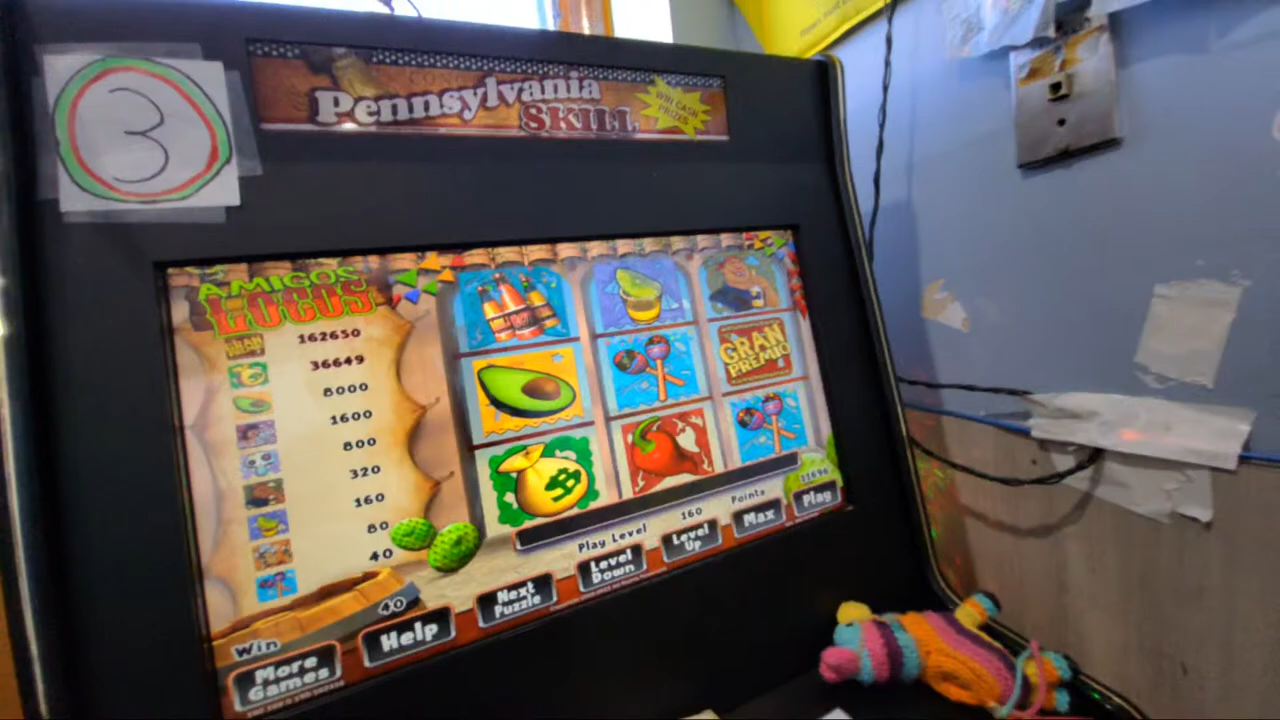 3
Pennsylvania
SKILL
WIN CASH
PRIZES
AMIGOS
LOCOS
162650
36649
8000
1600
800
320
160
80
40
GRAN
PREMIO
Win 40
Play Level 160
Points 11696
More
Games
Help
Next
Puzzle
Level
Down
Level
Up
Max
Play